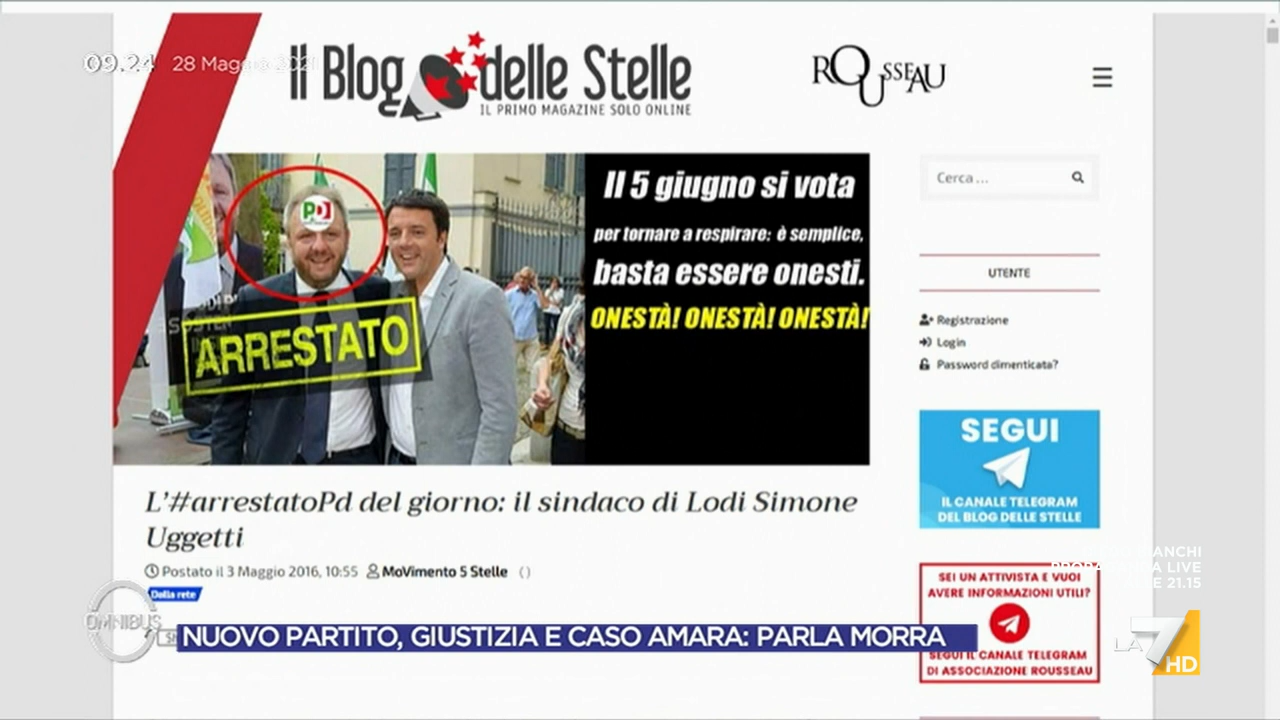 09.24 28 Maggio 2021
Il Blog delle Stelle
IL PRIMO MAGAZINE SOLO ONLINE
ROUSSEAU
PD
ARRESTATO
Il 5 giugno si vota
per tornare a respirare: è semplice,
basta essere onesti.
ONESTÀ! ONESTÀ! ONESTÀ!
Cerca ...
UTENTE
Registrazione
Login
Password dimenticata?
SEGUI
IL CANALE TELEGRAM
DEL BLOG DELLE STELLE
L'#arrestatoPd del giorno: il sindaco di Lodi Simone
Uggetti
Postato il 3 Maggio 2016, 10:55 MoVimento 5 Stelle ()
Dalla rete
SEI UN ATTIVISTA E VUOI
AVERE INFORMAZIONI UTILI?
SEGUI IL CANALE TELEGRAM
DI ASSOCIAZIONE ROUSSEAU
LIVE
21.15
OMNIBUS
NUOVO PARTITO, GIUSTIZIA E CASO AMARA: PARLA MORRA
LA7 HD